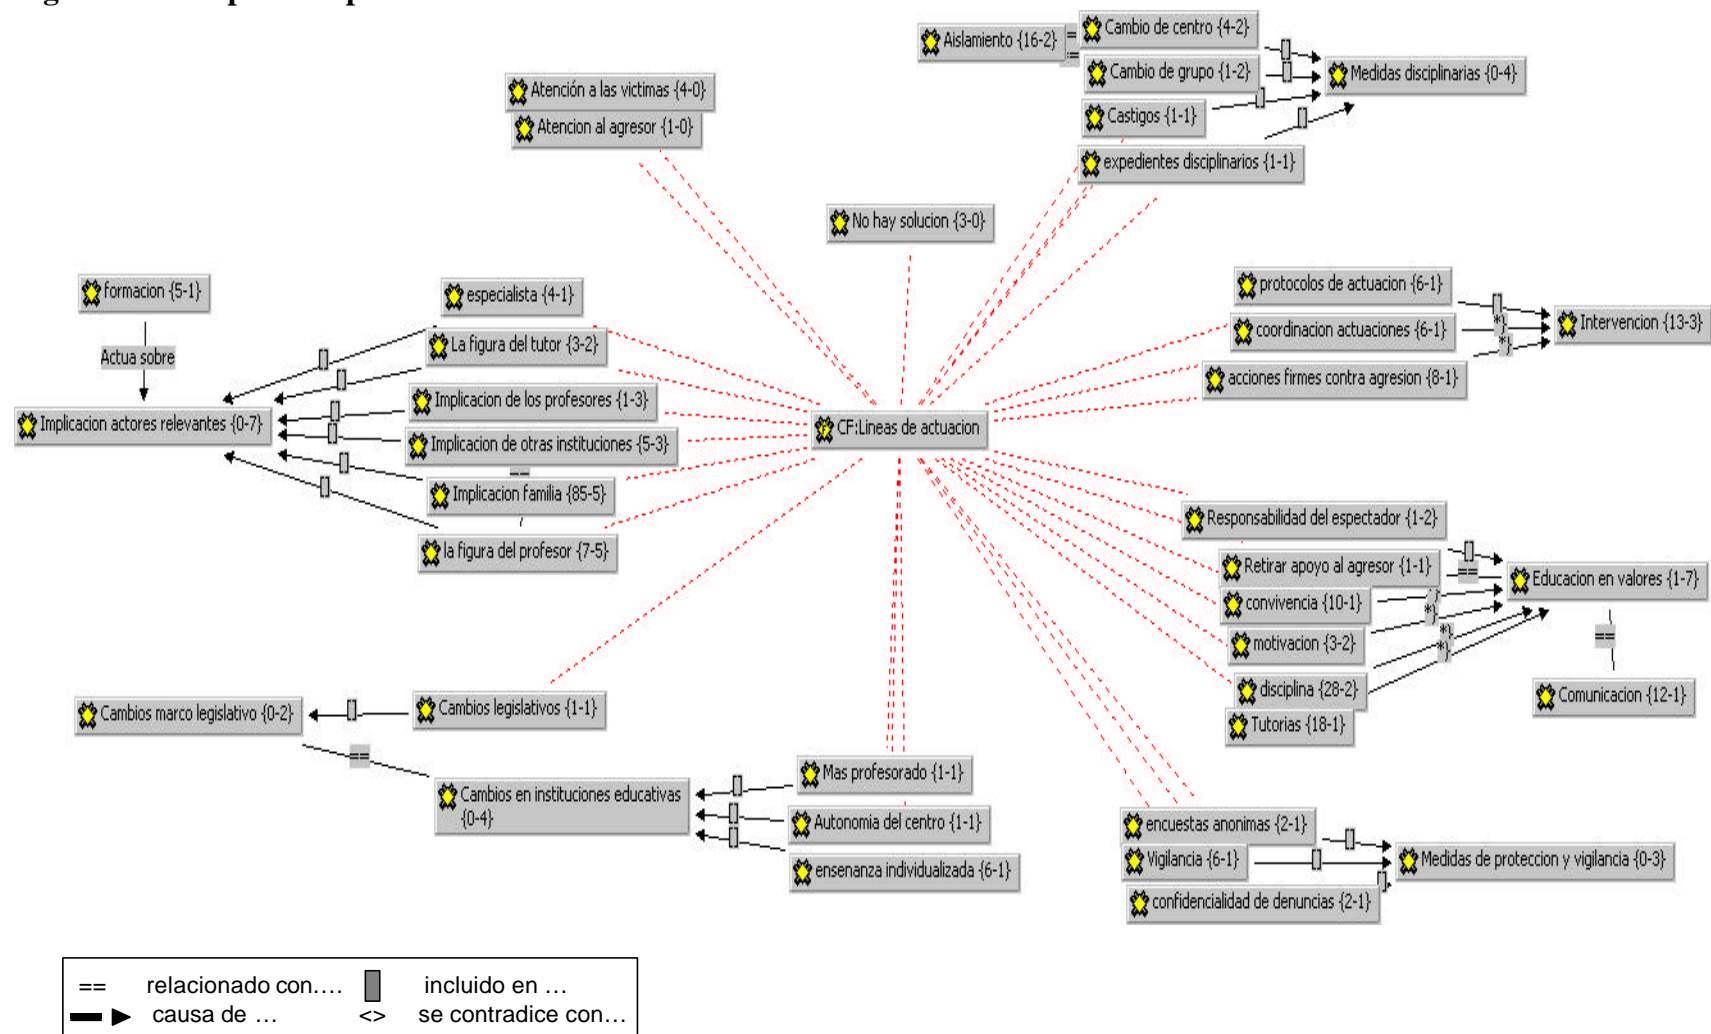 Aislamiento {16-2}
==
Cambio de centro {4-2}
Cambio de grupo {1-2}
Castigos {1-1}
expedientes disciplinarios {1-1}
Medidas disciplinarias {0-4}
Atención a las victimas {4-0}
Atencion al agresor {1-0}
No hay solucion {3-0}
formacion {5-1}
Actua sobre
Implicacion actores relevantes {0-7}
especialista {4-1}
La figura del tutor {3-2}
Implicacion de los profesores {1-3}
Implicacion de otras instituciones {5-3}
==
Implicacion familia {85-5}
la figura del profesor {7-5}
CF:Lineas de actuacion
protocolos de actuacion {6-1}
coordinacion actuaciones {6-1}
acciones firmes contra agresion {8-1}
*}
*}
Intervencion {13-3}
Responsabilidad del espectador {1-2}
Retirar apoyo al agresor {1-1}
==
convivencia {10-1}
motivacion {3-2}
*}
disciplina {28-2}
*}
*}
Tutorias {18-1}
Educacion en valores {1-7}
==
Comunicacion {12-1}
Cambios marco legislativo {0-2}
Cambios legislativos {1-1}
==
Cambios en instituciones educativas
{0-4}
Mas profesorado {1-1}
Autonomia del centro {1-1}
ensenanza individualizada {6-1}
encuestas anonimas {2-1}
Vigilancia {6-1}
confidencialidad de denuncias {2-1}
Medidas de proteccion y vigilancia {0-3}
== relacionado con…. incluido en …
causa de … <> se contradice con…